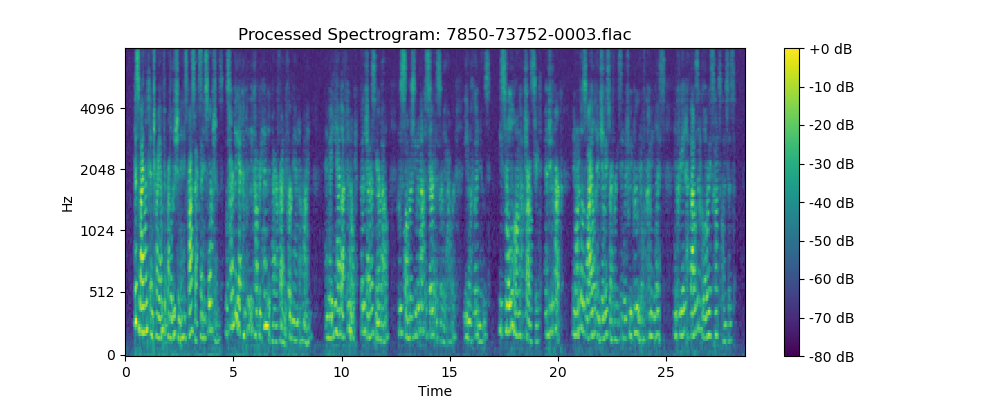 Processed Spectrogram: 7850-73752-0003.flac
Hz
4096
2048
1024
512
0
0 5 10 15 20 25
Time
+0 dB
-10 dB
-20 dB
-30 dB
-40 dB
-50 dB
-60 dB
-70 dB
-80 dB